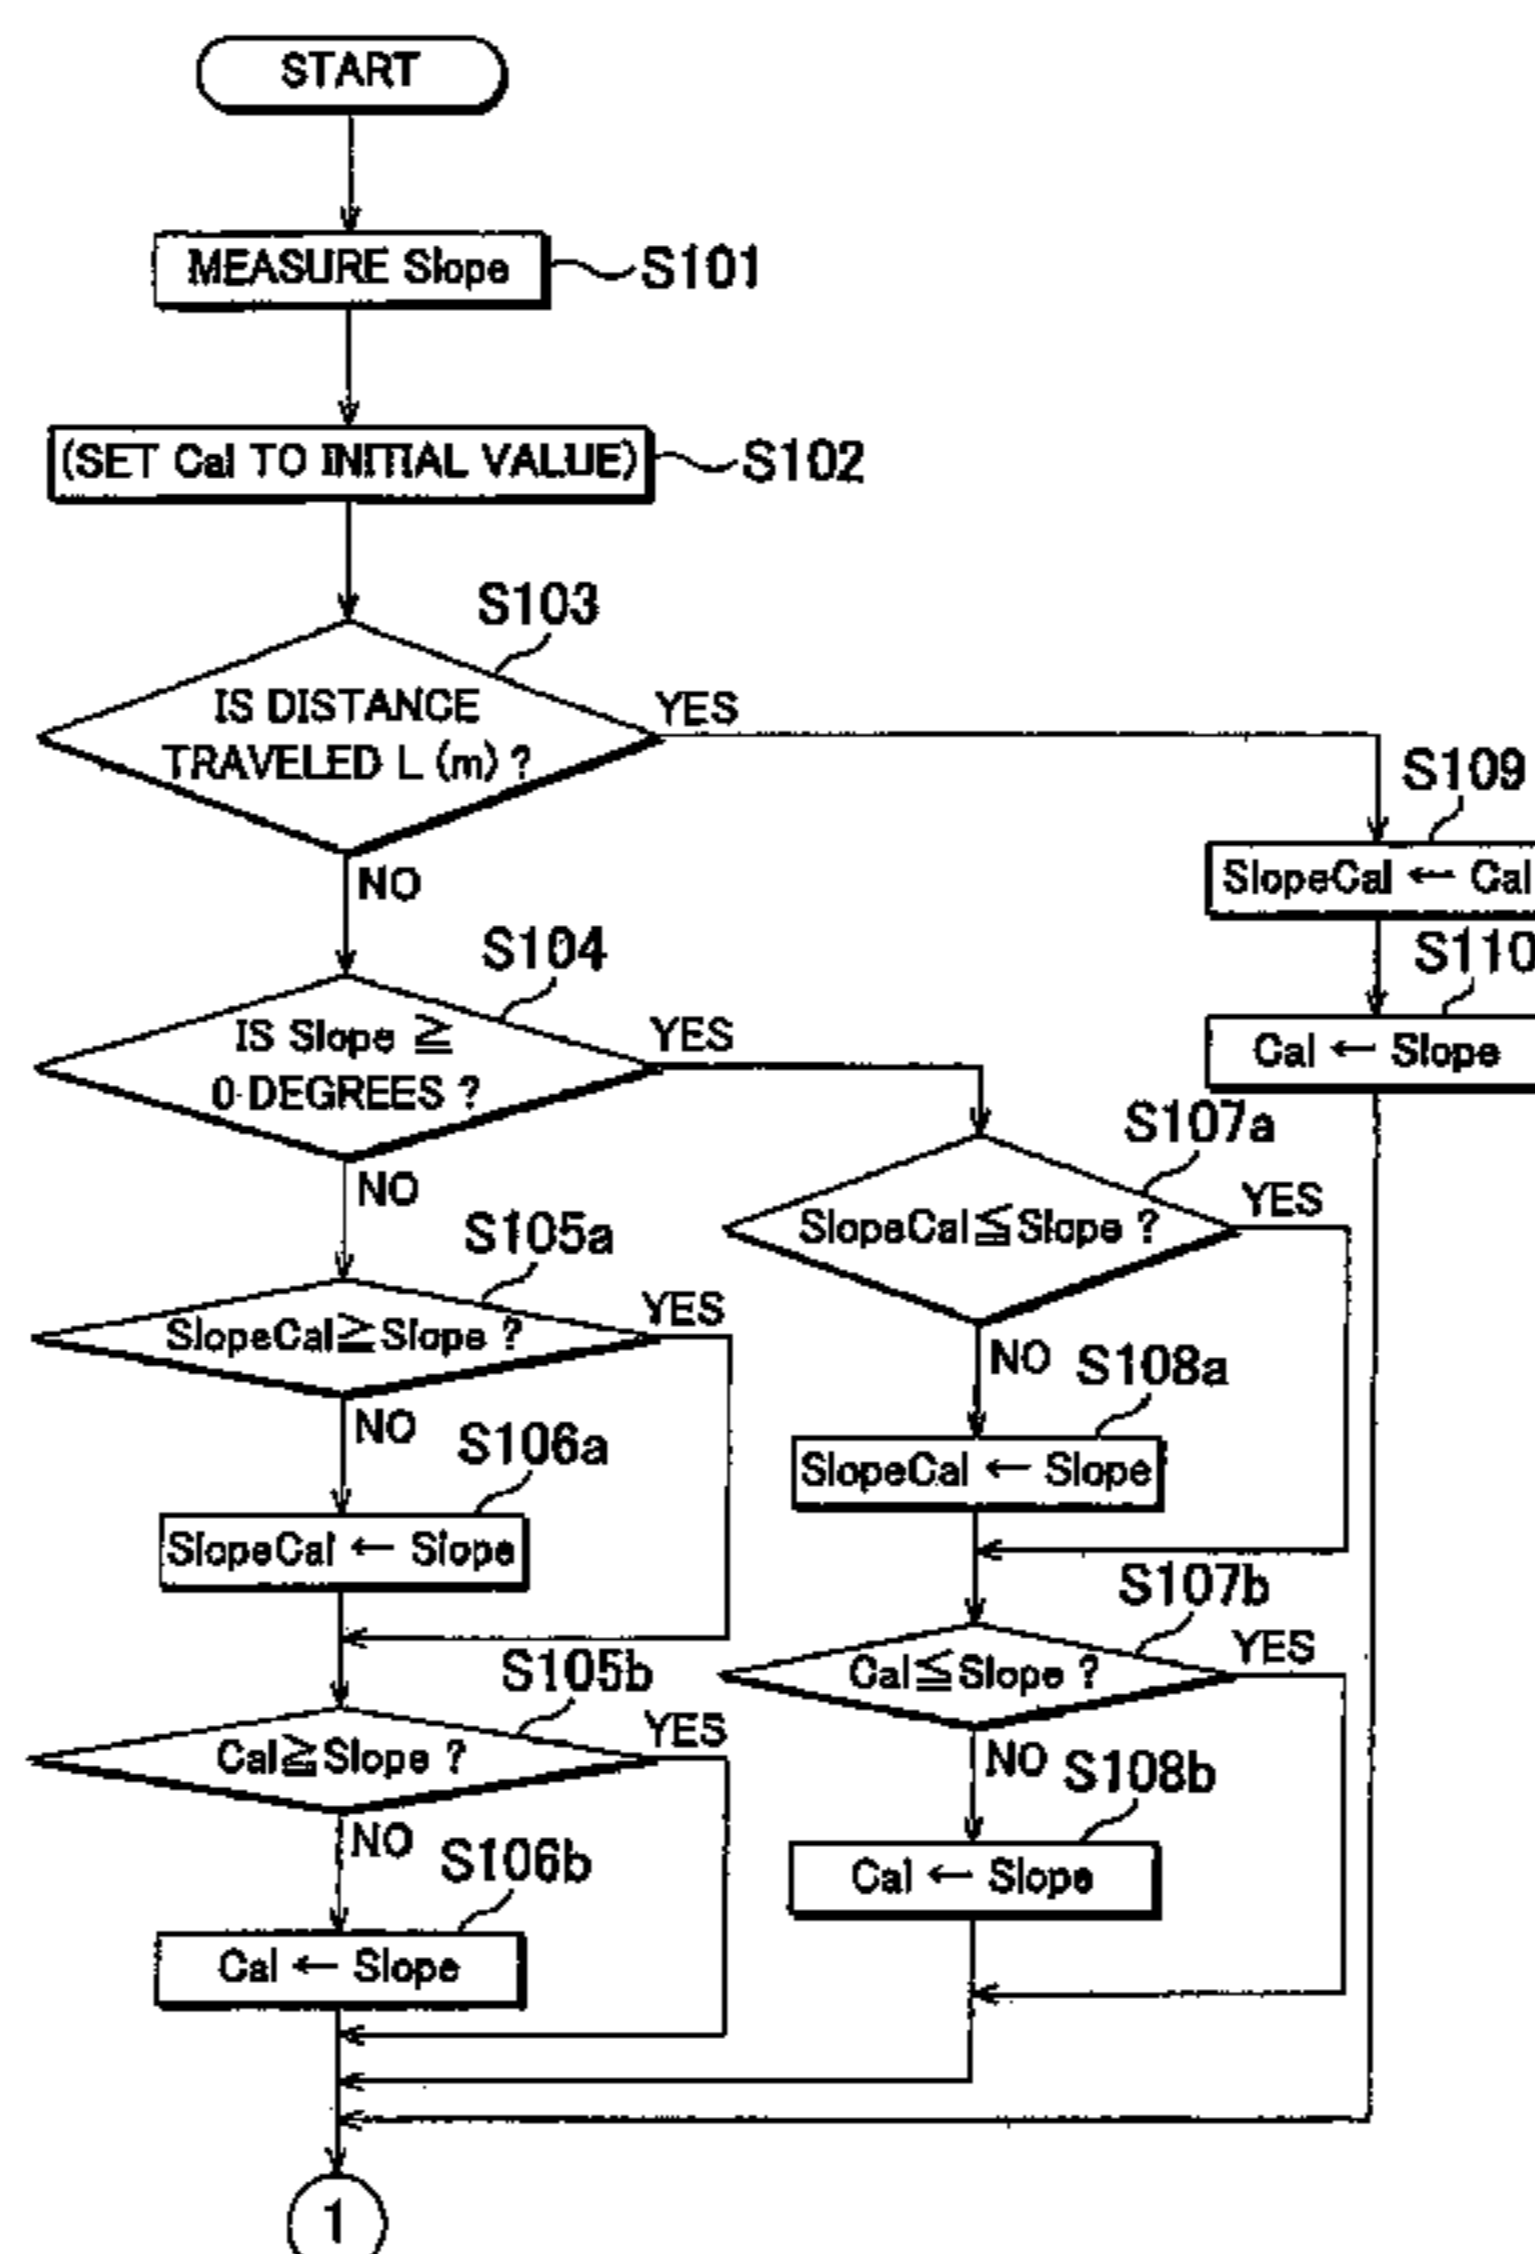 START
MEASURE Slope
S101
(SET Cal TO INITIAL VALUE)
S102
S103
IS DISTANCE
TRAVELED L (m) ?
YES
NO
S109
SlopeCal ← Cal
S110
Cal ← Slope
S104
IS Slope ≧
0 DEGREES ?
YES
NO
S107a
SlopeCal≦Slope ?
YES
NO
S108a
SlopeCal ← Slope
S105a
SlopeCal≧Slope ?
YES
NO
S106a
SlopeCal ← Slope
S107b
Cal≦Slope ?
YES
NO
S108b
Cal ← Slope
S105b
Cal≧Slope ?
YES
NO
S106b
Cal ← Slope
1